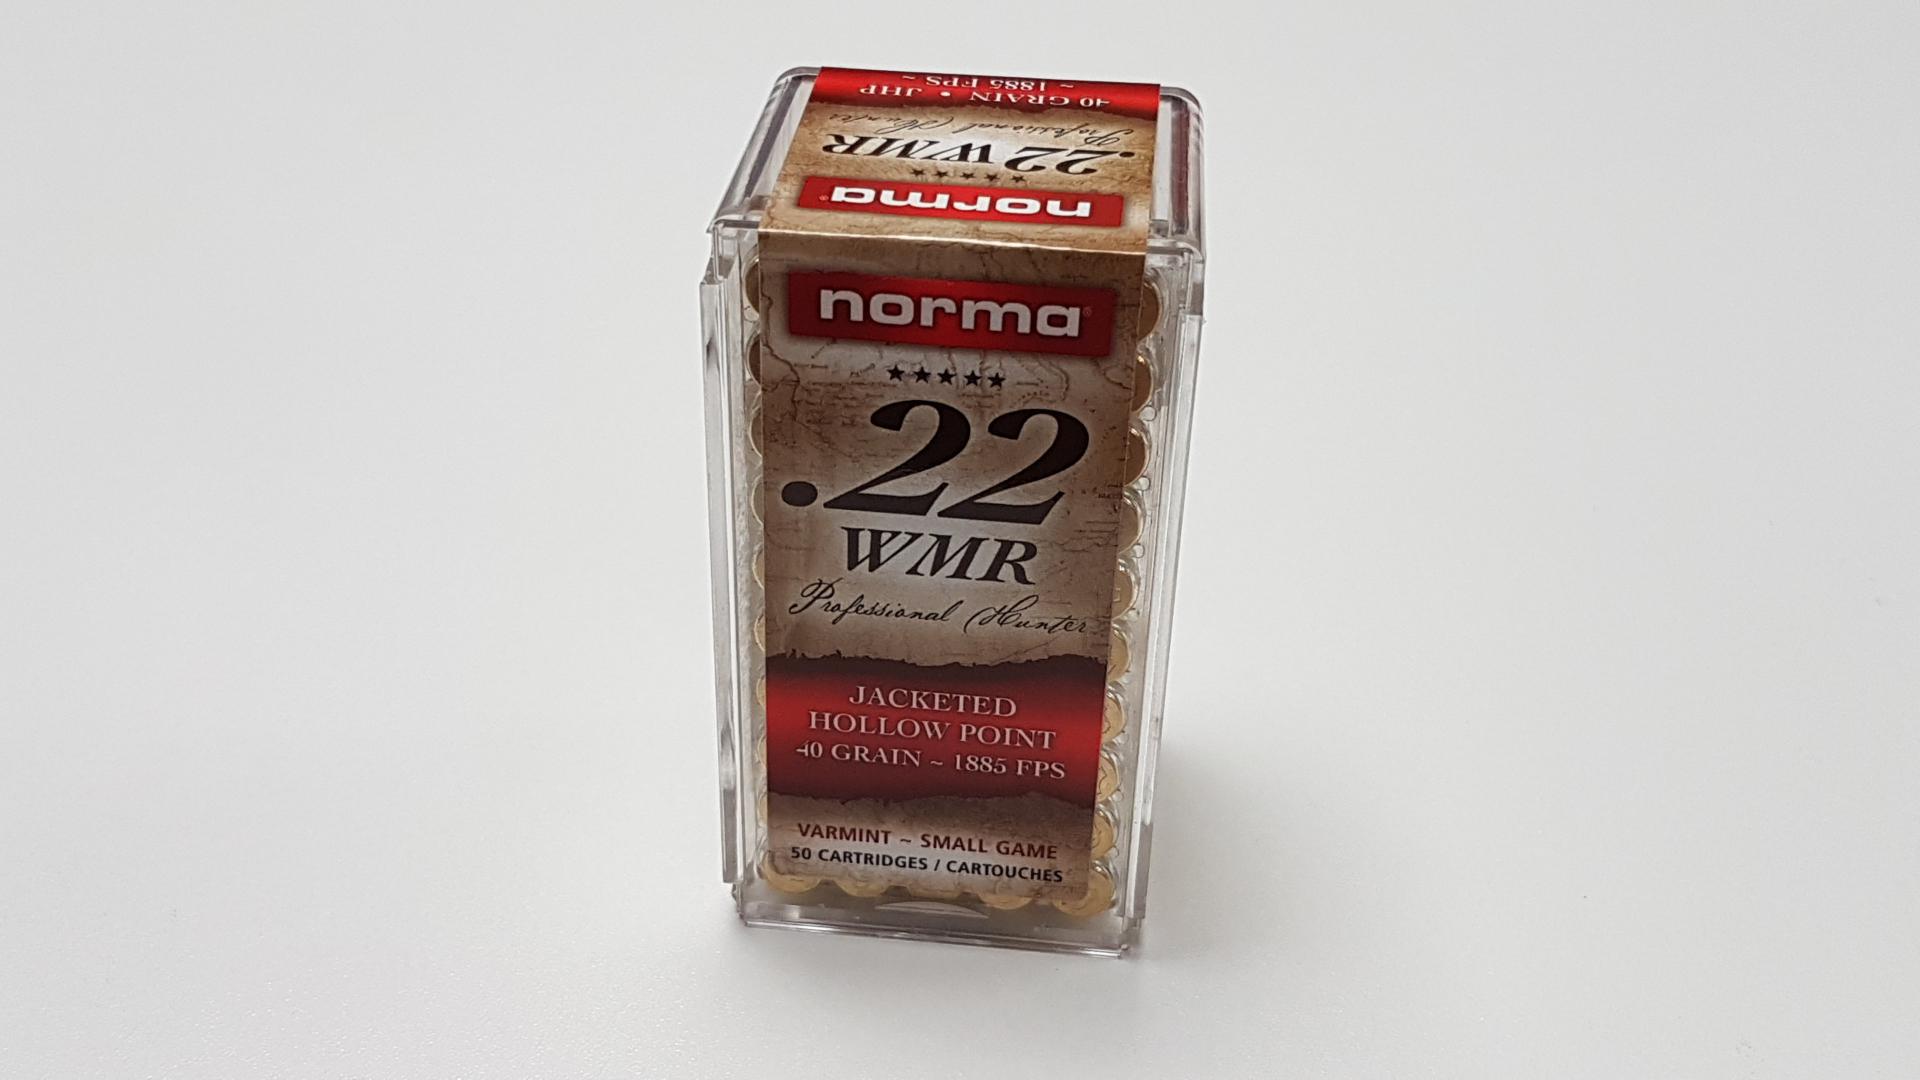 ~ 1885 FPS ~
40 GRAIN • JHP
Professional Hunter
.22 WMR
norma®
norma®
.22
WMR
Professional Hunter
JACKETED
HOLLOW POINT
40 GRAIN ~ 1885 FPS
VARMINT ~ SMALL GAME
50 CARTRIDGES / CARTOUCHES